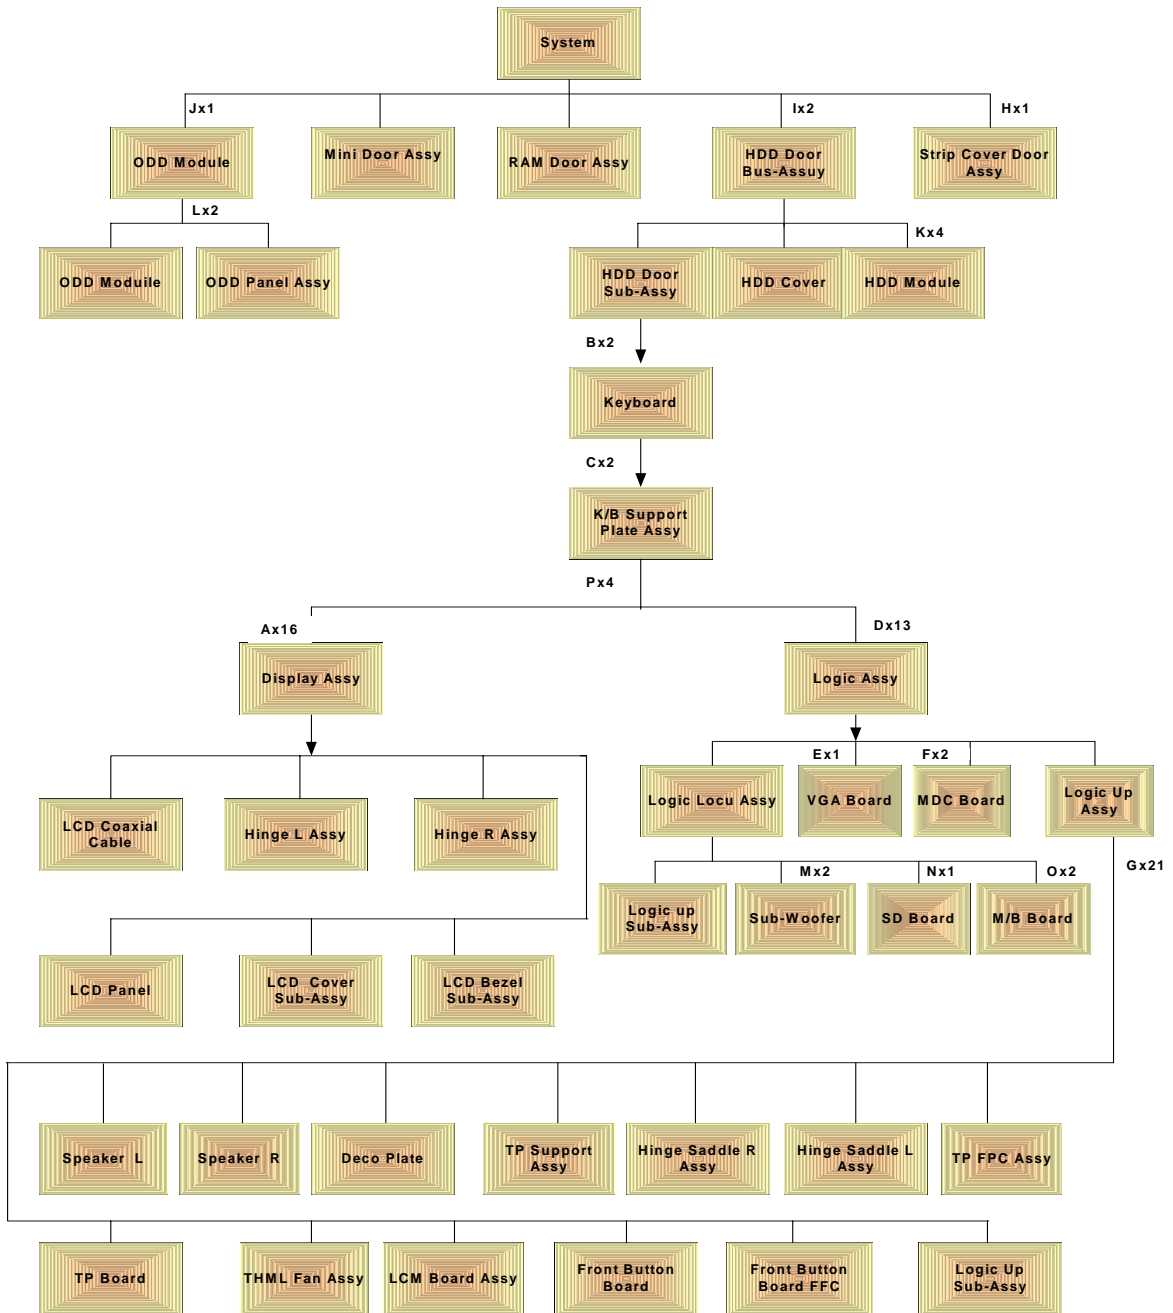 System
Jx1
Ix2
Hx1
ODD Module
Mini Door Assy
RAM Door Assy
HDD Door
Bus-Assuy
Strip Cover Door
Assy
Lx2
Kx4
ODD Moduile
ODD Panel Assy
HDD Door
Sub-Assy
HDD Cover
HDD Module
Bx2
Keyboard
Cx2
K/B Support
Plate Assy
Px4
Ax16
Dx13
Display Assy
Logic Assy
Ex1
Fx2
LCD Coaxial
Cable
Hinge L Assy
Hinge R Assy
Logic Locu Assy
VGA Board
MDC Board
Logic Up
Assy
Mx2
Nx1
Ox2
Gx21
Logic up
Sub-Assy
Sub-Woofer
SD Board
M/B Board
LCD Panel
LCD Cover
Sub-Assy
LCD Bezel
Sub-Assy
Speaker L
Speaker R
Deco Plate
TP Support
Assy
Hinge Saddle R
Assy
Hinge Saddle L
Assy
TP FPC Assy
TP Board
THML Fan Assy
LCM Board Assy
Front Button
Board
Front Button
Board FFC
Logic Up
Sub-Assy